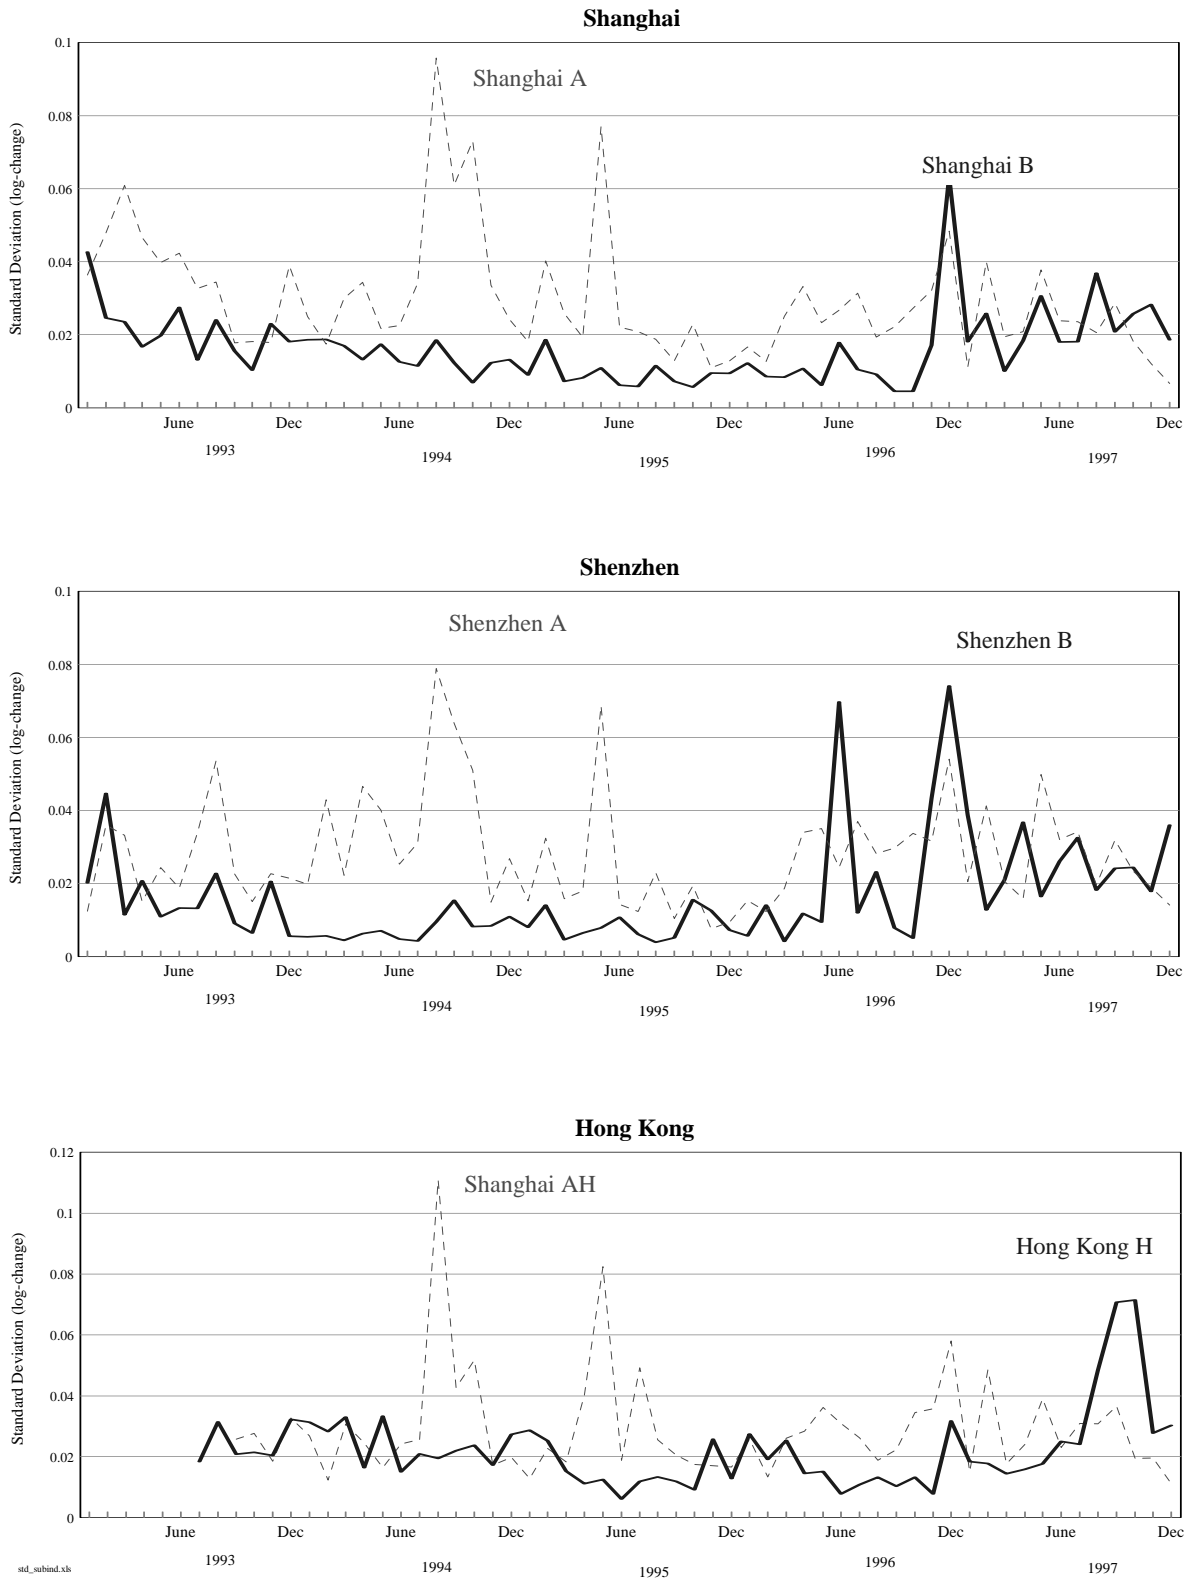 Shanghai
0.1
Shanghai A
0.08
Shanghai B
0.06
0.04
0.02
0
Standard Deviation (log-change)
June Dec June Dec June Dec June Dec
1993 1994 1995 1996 1997
Shenzhen
0.1
Shenzhen A
Shenzhen B
0.08
0.06
0.04
0.02
0
Standard Deviation (log-change)
June Dec June Dec June Dec June Dec June Dec
1993 1994 1995 1996 1997
Hong Kong
0.12
Shanghai AH
0.1
Hong Kong H
0.08
0.06
0.04
0.02
0
Standard Deviation (log-change)
June Dec June Dec June Dec June Dec June Dec
1993 1994 1995 1996 1997
std_subind.xls